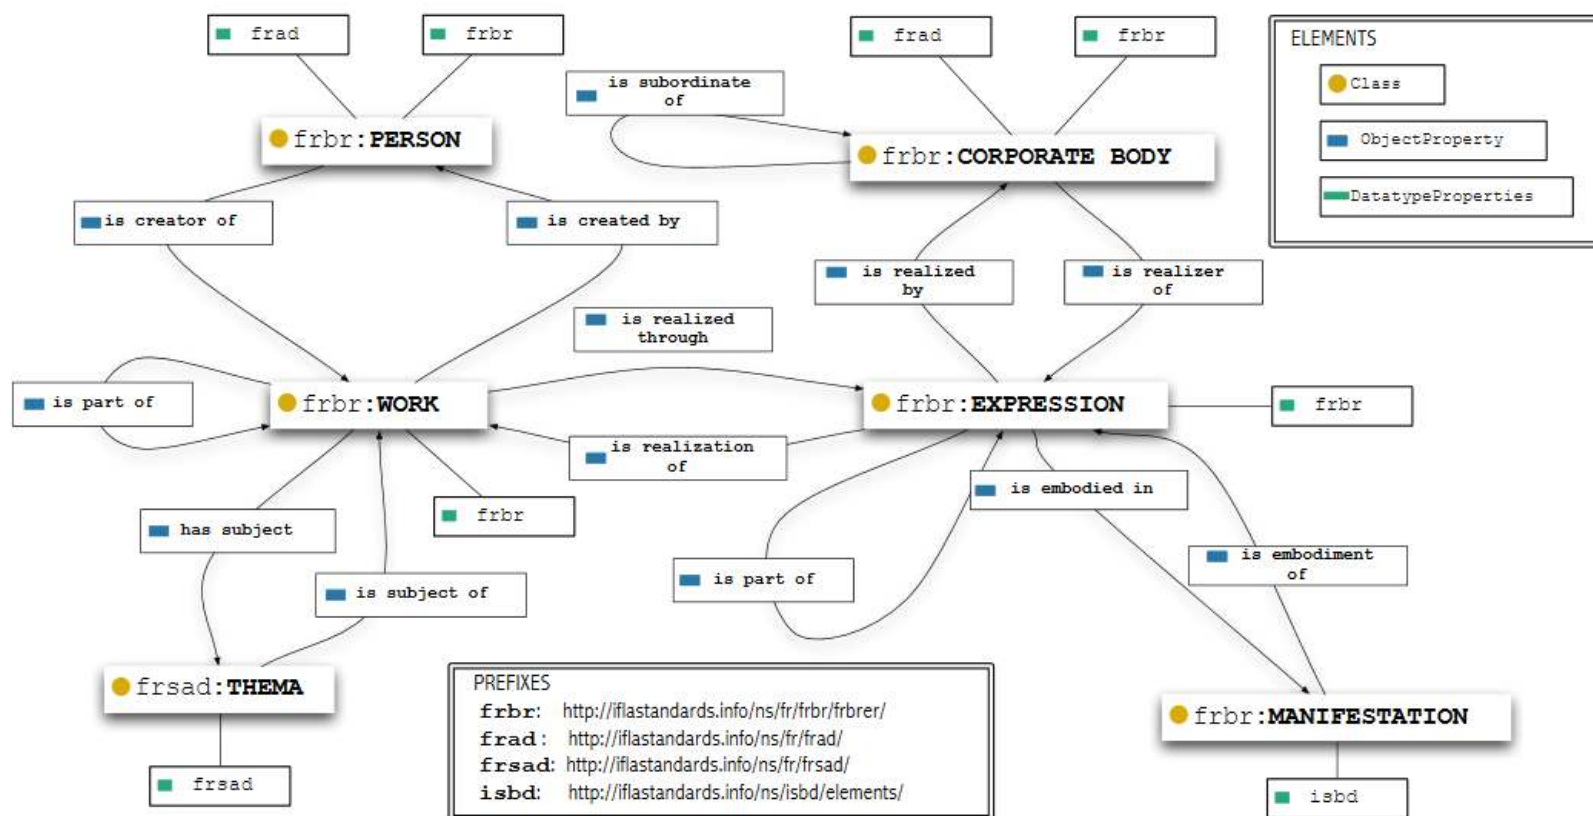 frad
frbr
frad
frbr
ELEMENTS
Class
ObjectProperty
DatatypeProperties
is subordinate
of
frbr:PERSON
frbr:CORPORATE BODY
is creator of
is created by
is realized
by
is realizer
of
is realized
through
is part of
frbr:WORK
frbr:EXPRESSION
frbr
is realization
of
is embodied in
has subject
frbr
is embodiment
of
is part of
is subject of
frsad:THEMA
frsad
PREFIXES
frbr: http://iflastandards.info/ns/fr/frbr/frbrer/
frad: http://iflastandards.info/ns/fr/frad/
frsad: http://iflastandards.info/ns/fr/frsad/
isbd: http://iflastandards.info/ns/isbd/elements/
frbr:MANIFESTATION
isbd